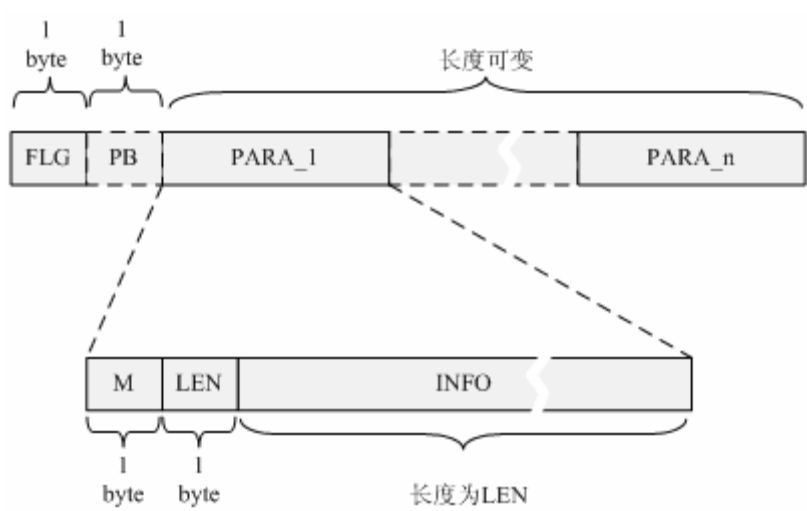 1
byte
1
byte
长度可变
FLG
PB
PARA_1
PARA_n
M
LEN
INFO
1
byte
1
byte
长度为LEN